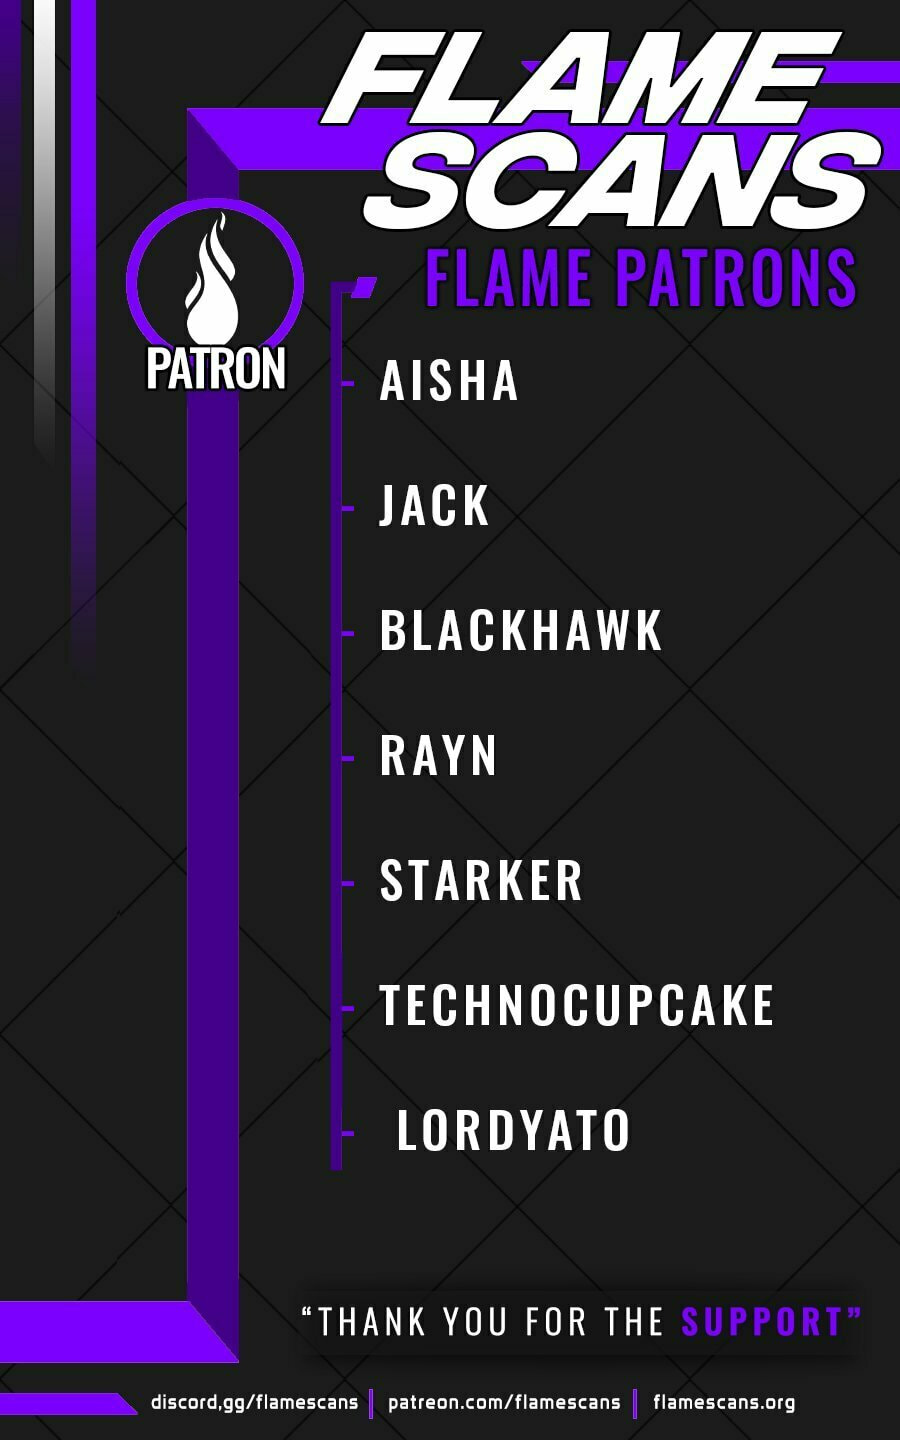 FLAME
SCANS
FLAME PATRONS
PATRON
AISHA
JACK
BLACKHAWK
RAYN
STARKER
TECHNOCUPCAKE
LORDYATO
“THANK YOU FOR THE SUPPORT”
discord,gg/flamescans | patreon.com/flamescans | flamescans.org